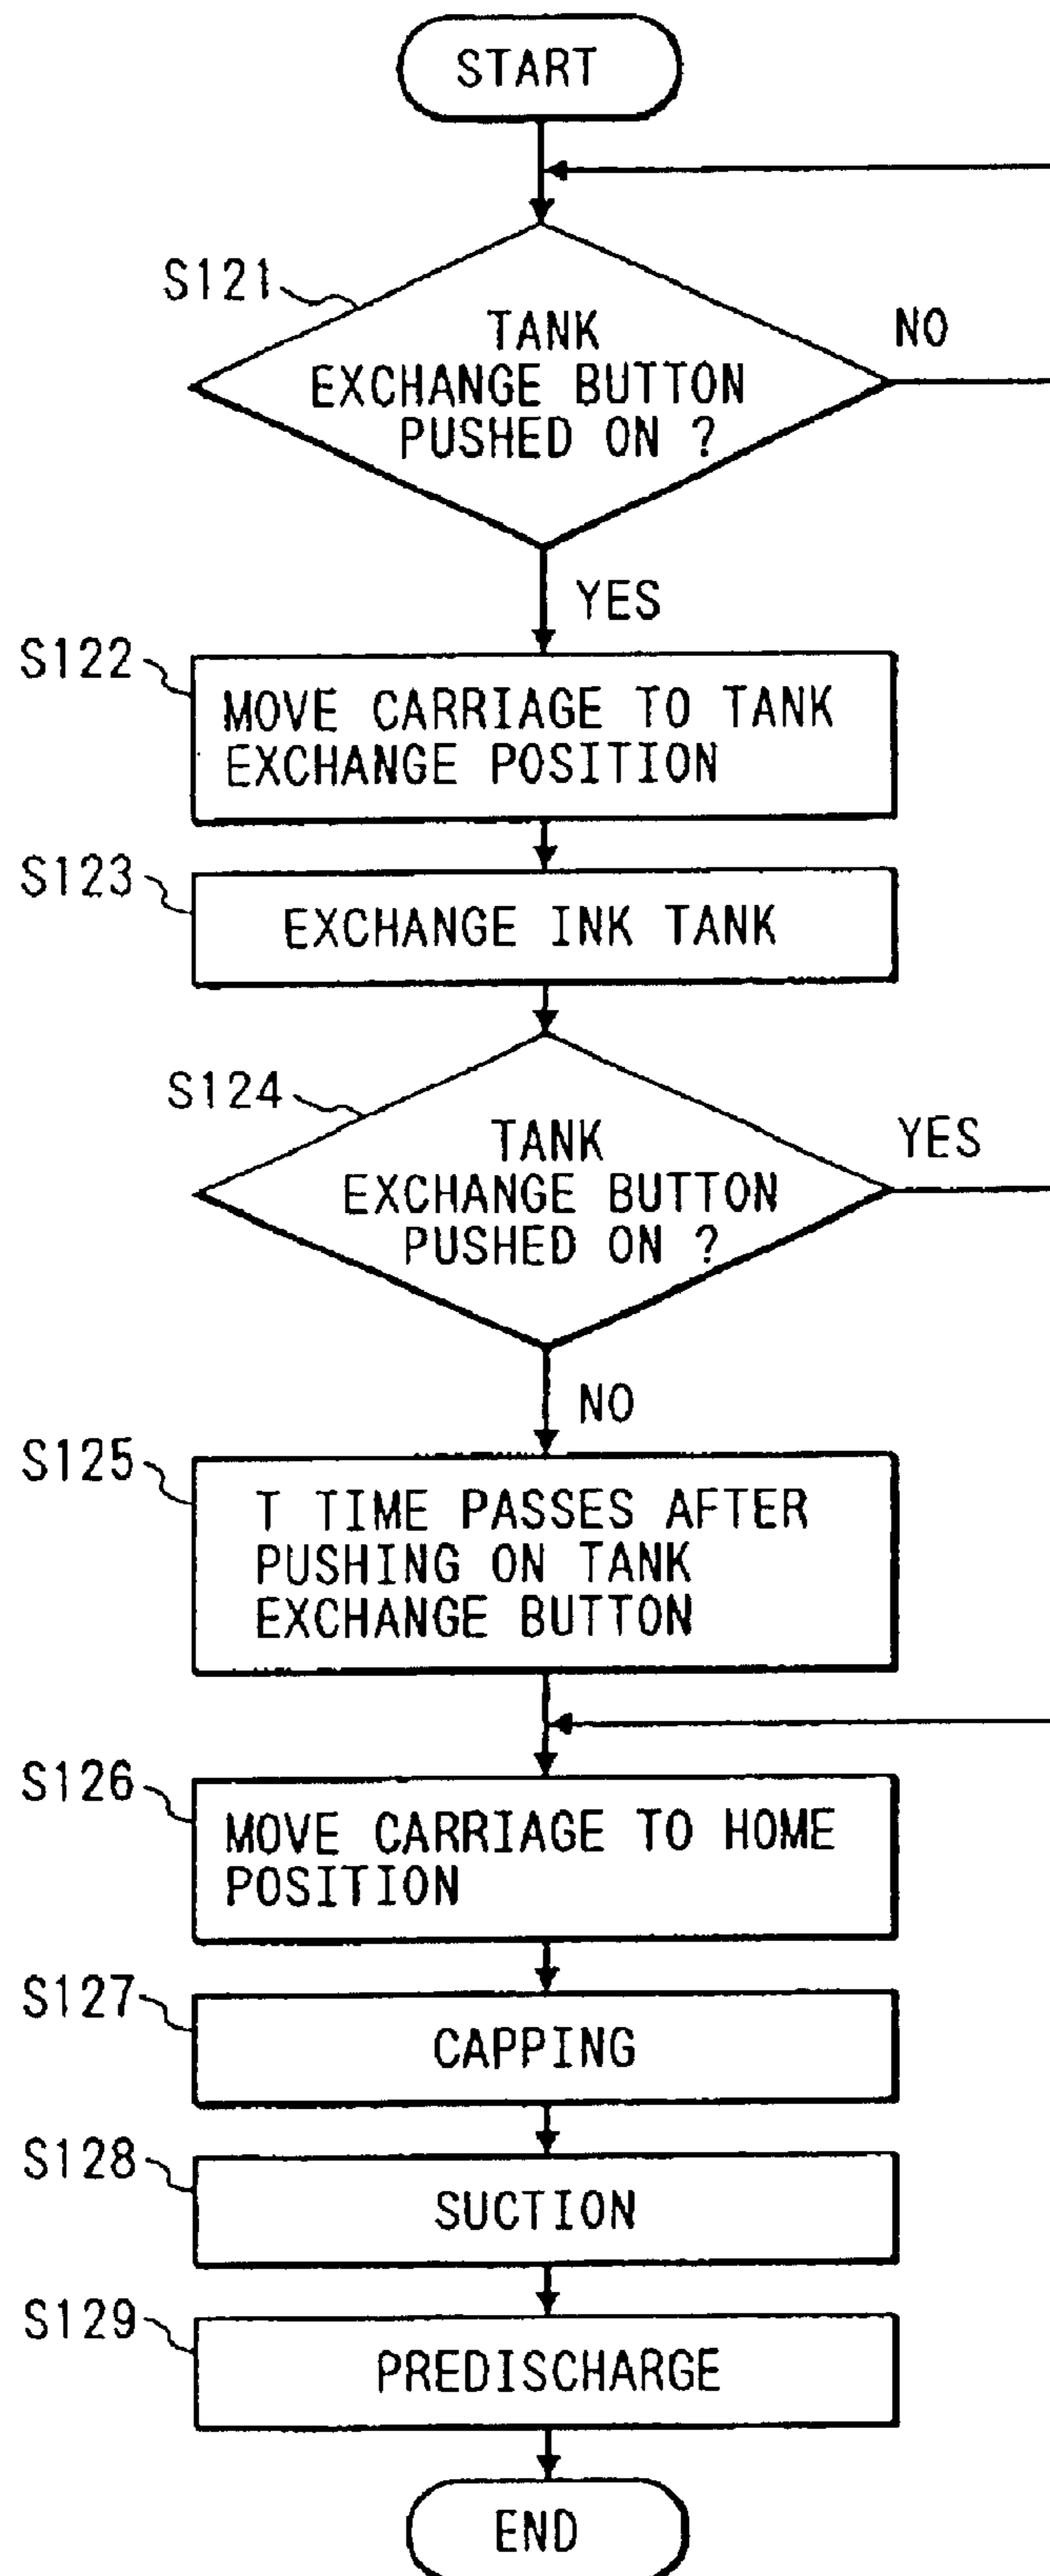 START
S121
TANK
EXCHANGE BUTTON
PUSHED ON ?
NO
YES
S122
MOVE CARRIAGE TO TANK
EXCHANGE POSITION
S123
EXCHANGE INK TANK
S124
TANK
EXCHANGE BUTTON
PUSHED ON ?
YES
NO
S125
T TIME PASSES AFTER
PUSHING ON TANK
EXCHANGE BUTTON
S126
MOVE CARRIAGE TO HOME
POSITION
S127
CAPPING
S128
SUCTION
S129
PREDISCHARGE
END